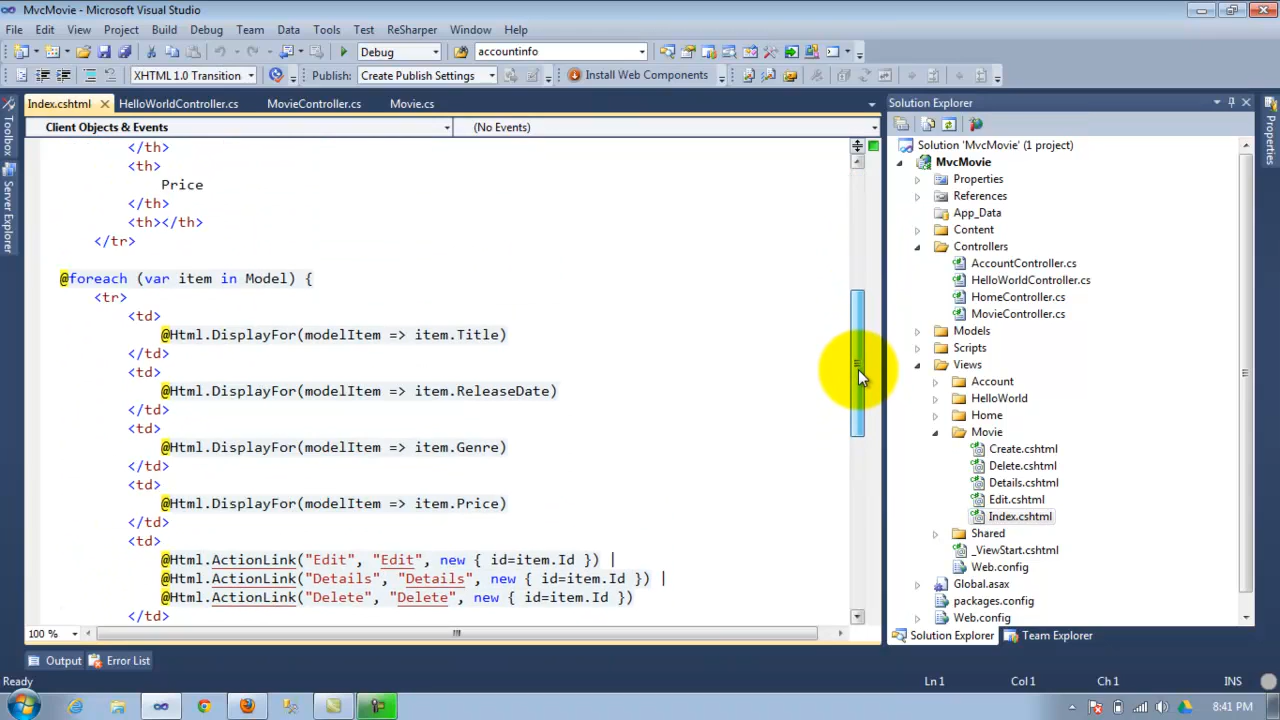 MvcMovie - Microsoft Visual Studio
File Edit View Project Build Debug Team Data Tools Test ReSharper Window Help
Debug accountinfo
XHTML 1.0 Transition Publish: Create Publish Settings Install Web Components
Index.cshtml HelloWorldController.cs MovieController.cs Movie.cs
Client Objects & Events (No Events)
</th>
<th>
Price
</th>
<th></th>
</tr>
@foreach (var item in Model) {
<tr>
<td>
@Html.DisplayFor(modelItem => item.Title)
</td>
<td>
@Html.DisplayFor(modelItem => item.ReleaseDate)
</td>
<td>
@Html.DisplayFor(modelItem => item.Genre)
</td>
<td>
@Html.DisplayFor(modelItem => item.Price)
</td>
<td>
@Html.ActionLink("Edit", "Edit", new { id=item.Id }) |
@Html.ActionLink("Details", "Details", new { id=item.Id }) |
@Html.ActionLink("Delete", "Delete", new { id=item.Id })
</td>
100 %
Toolbox
Server Explorer
Solution Explorer
Solution 'MvcMovie' (1 project)
MvcMovie
Properties
References
App_Data
Content
Controllers
AccountController.cs
HelloWorldController.cs
HomeController.cs
MovieController.cs
Models
Scripts
Views
Account
HelloWorld
Home
Movie
Create.cshtml
Delete.cshtml
Details.cshtml
Edit.cshtml
Index.cshtml
Shared
_ViewStart.cshtml
Web.config
Global.asax
packages.config
Web.config
Solution Explorer Team Explorer
Properties
Output Error List
Ready Ln 1 Col 1 Ch 1 INS
8:41 PM